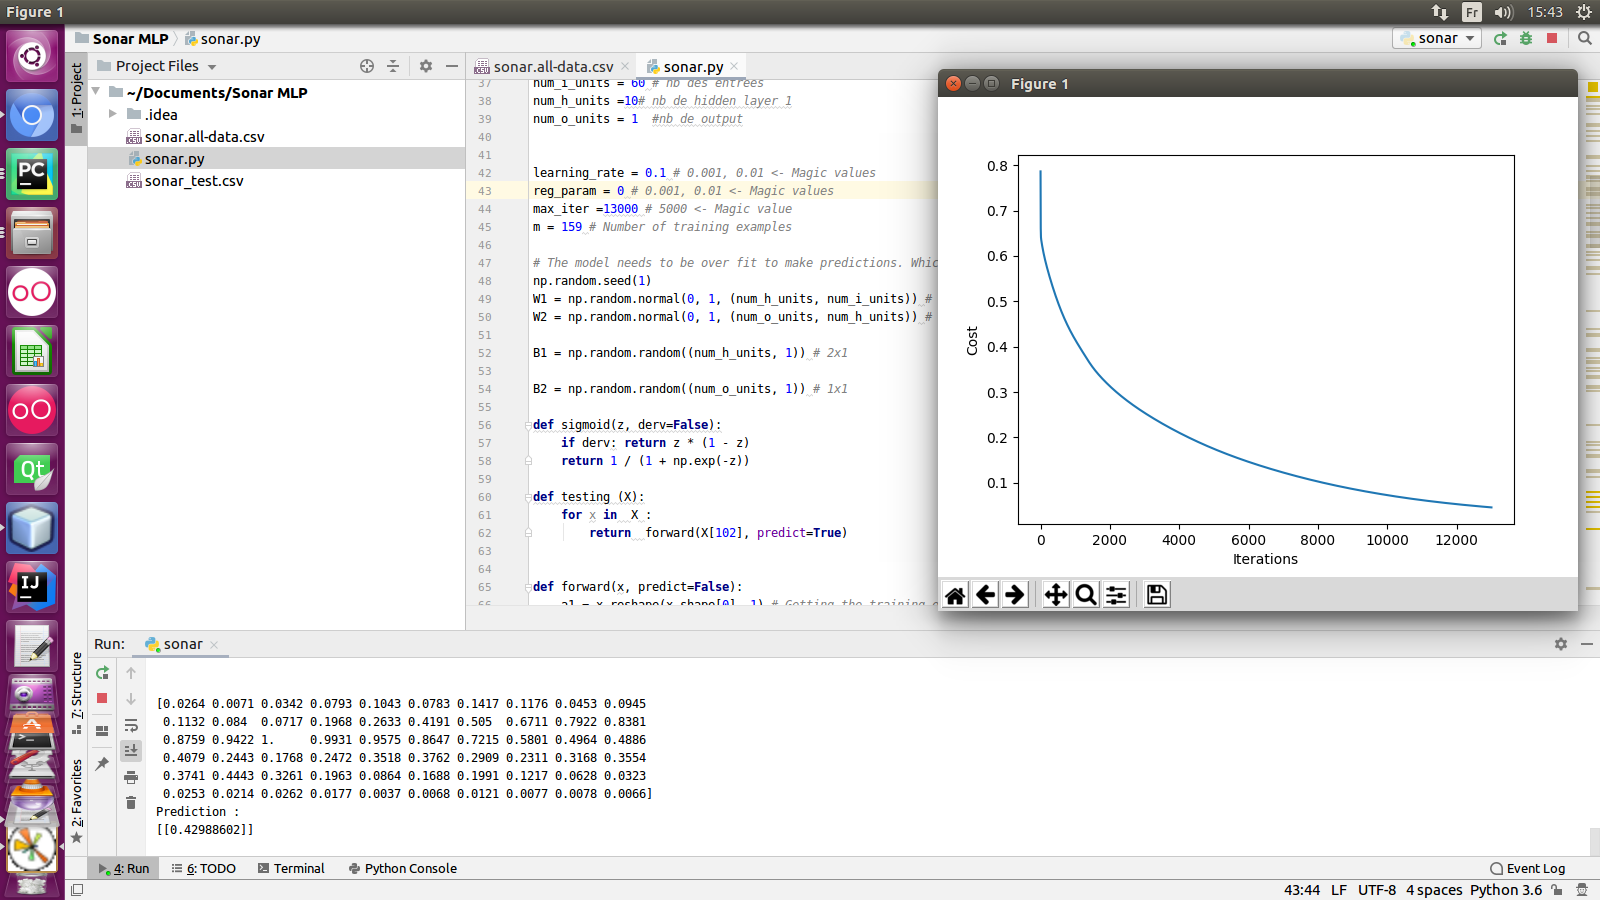 Figure 1
Fr
15:43
Sonar MLP
sonar.py
sonar
1: Project
Project Files
~/Documents/Sonar MLP
.idea
sonar.all-data.csv
sonar.py
sonar_test.csv
sonar.all-data.csv
sonar.py
37 num_i_units = 60 # nb des entrees
38 num_h_units =10# nb de hidden layer 1
39 num_o_units = 1  #nb de output
40
41
42 learning_rate = 0.1 # 0.001, 0.01 <- Magic values
43 reg_param = 0 # 0.001, 0.01 <- Magic values
44 max_iter =13000 # 5000 <- Magic value
45 m = 159 # Number of training examples
46
47 # The model needs to be over fit to make predictions. Whic
48 np.random.seed(1)
49 W1 = np.random.normal(0, 1, (num_h_units, num_i_units)) #
50 W2 = np.random.normal(0, 1, (num_o_units, num_h_units)) #
51
52 B1 = np.random.random((num_h_units, 1)) # 2x1
53
54 B2 = np.random.random((num_o_units, 1)) # 1x1
55
56 def sigmoid(z, derv=False):
57     if derv: return z * (1 - z)
58     return 1 / (1 + np.exp(-z))
59
60 def testing (X):
61     for x in  X :
62         return  forward(X[102], predict=True)
63
64
65 def forward(x, predict=False):
66     a1 = x.reshape(x.shape[0], 1) # Getting the training e
Figure 1
0.8
0.7
0.6
0.5
0.4
0.3
0.2
0.1
Cost
0 2000 4000 6000 8000 10000 12000
Iterations
Run:
sonar
7: Structure
2: Favorites
[0.0264 0.0071 0.0342 0.0793 0.1043 0.0783 0.1417 0.1176 0.0453 0.0945
 0.1132 0.084  0.0717 0.1968 0.2633 0.4191 0.505  0.6711 0.7922 0.8381
 0.8759 0.9422 1.     0.9931 0.9575 0.8647 0.7215 0.5801 0.4964 0.4886
 0.4079 0.2443 0.1768 0.2472 0.3518 0.3762 0.2909 0.2311 0.3168 0.3554
 0.3741 0.4443 0.3261 0.1963 0.0864 0.1688 0.1991 0.1217 0.0628 0.0323
 0.0253 0.0214 0.0262 0.0177 0.0037 0.0068 0.0121 0.0077 0.0078 0.0066]
Prediction :
[[0.42988602]]
4: Run
6: TODO
Terminal
Python Console
Event Log
43:44 LF UTF-8 4 spaces Python 3.6
PC
Qt
IJ